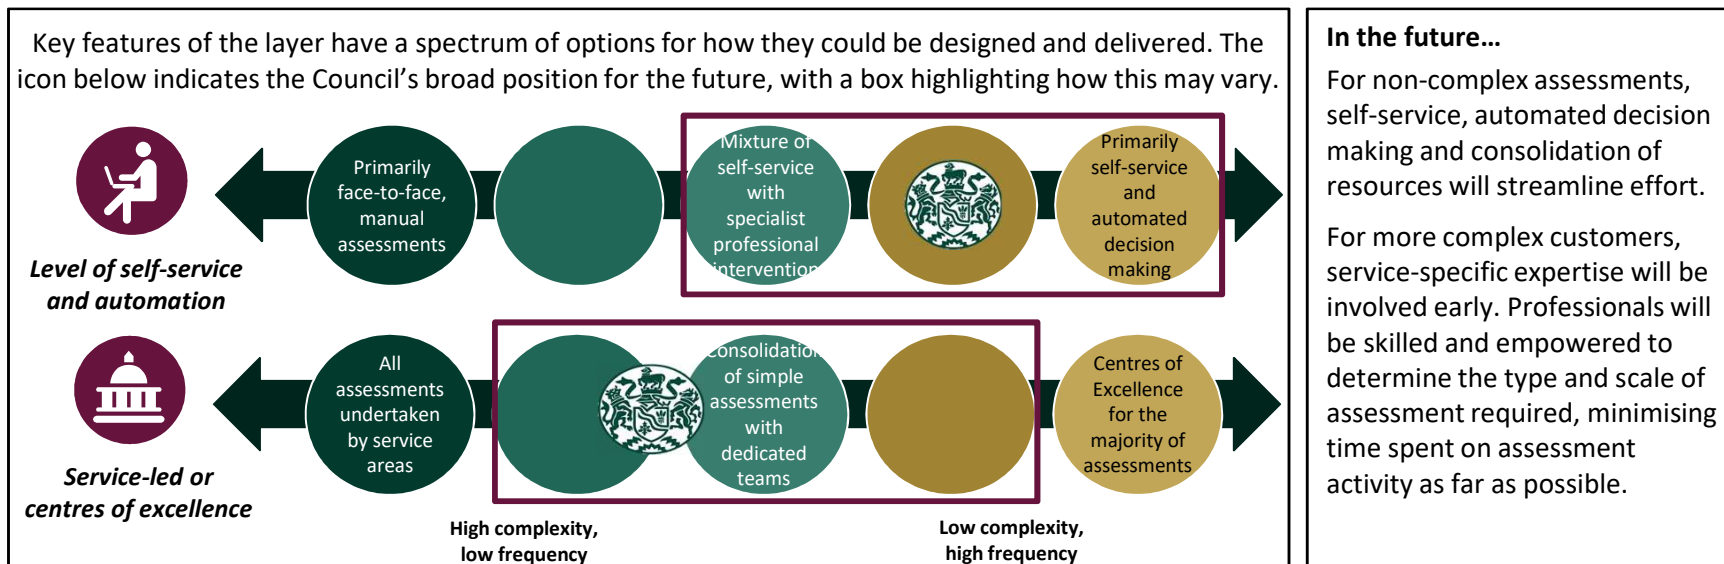 Key features of the layer have a spectrum of options for how they could be designed and delivered. The
icon below indicates the Council's broad position for the future, with a box highlighting how this may vary.
Level of self-service
and automation
Primarily
face-to-face,
manual
assessments
Mixture of
self-service
with
specialist
professional
intervention
Primarily
self-service
and
automated
decision
making
Service-led or
centres of excellence
All
assessments
undertaken
by service
areas
Consolidation
of simple
assessments
with
dedicated
teams
Centres of
Excellence
for the
majority of
assessments
High complexity,
low frequency
Low complexity,
high frequency
In the future...
For non-complex assessments,
self-service, automated decision
making and consolidation of
resources will streamline effort.
For more complex customers,
service-specific expertise will be
involved early. Professionals will
be skilled and empowered to
determine the type and scale of
assessment required, minimising
time spent on assessment
activity as far as possible.